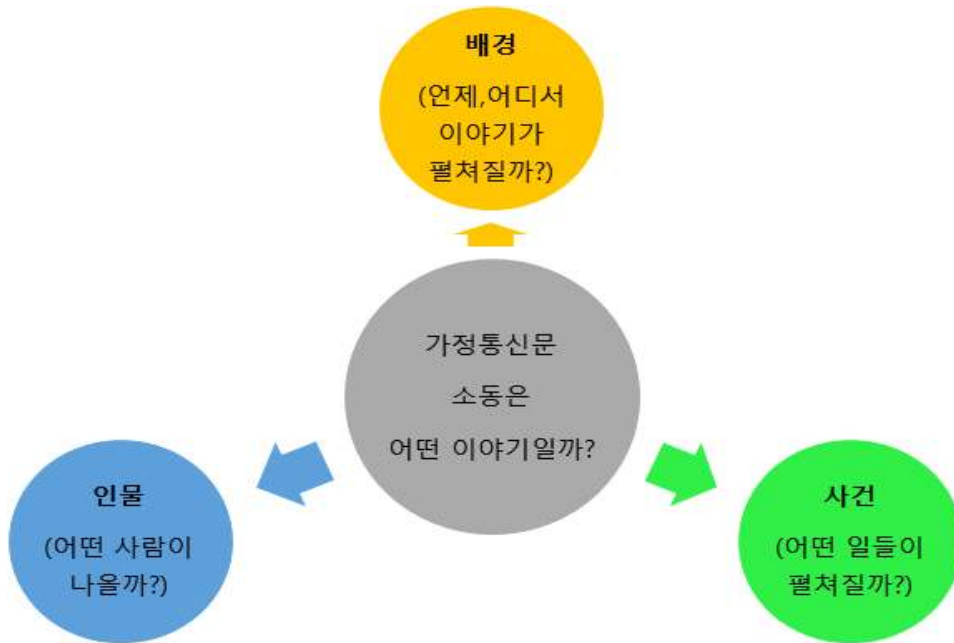 배경
(언제,어디서
이야기가
펼쳐질까?)
가정통신문
소동은
어떤 이야기일까?
인물
(어떤 사람이
나올까?)
사건
(어떤 일들이
펼쳐질까?)